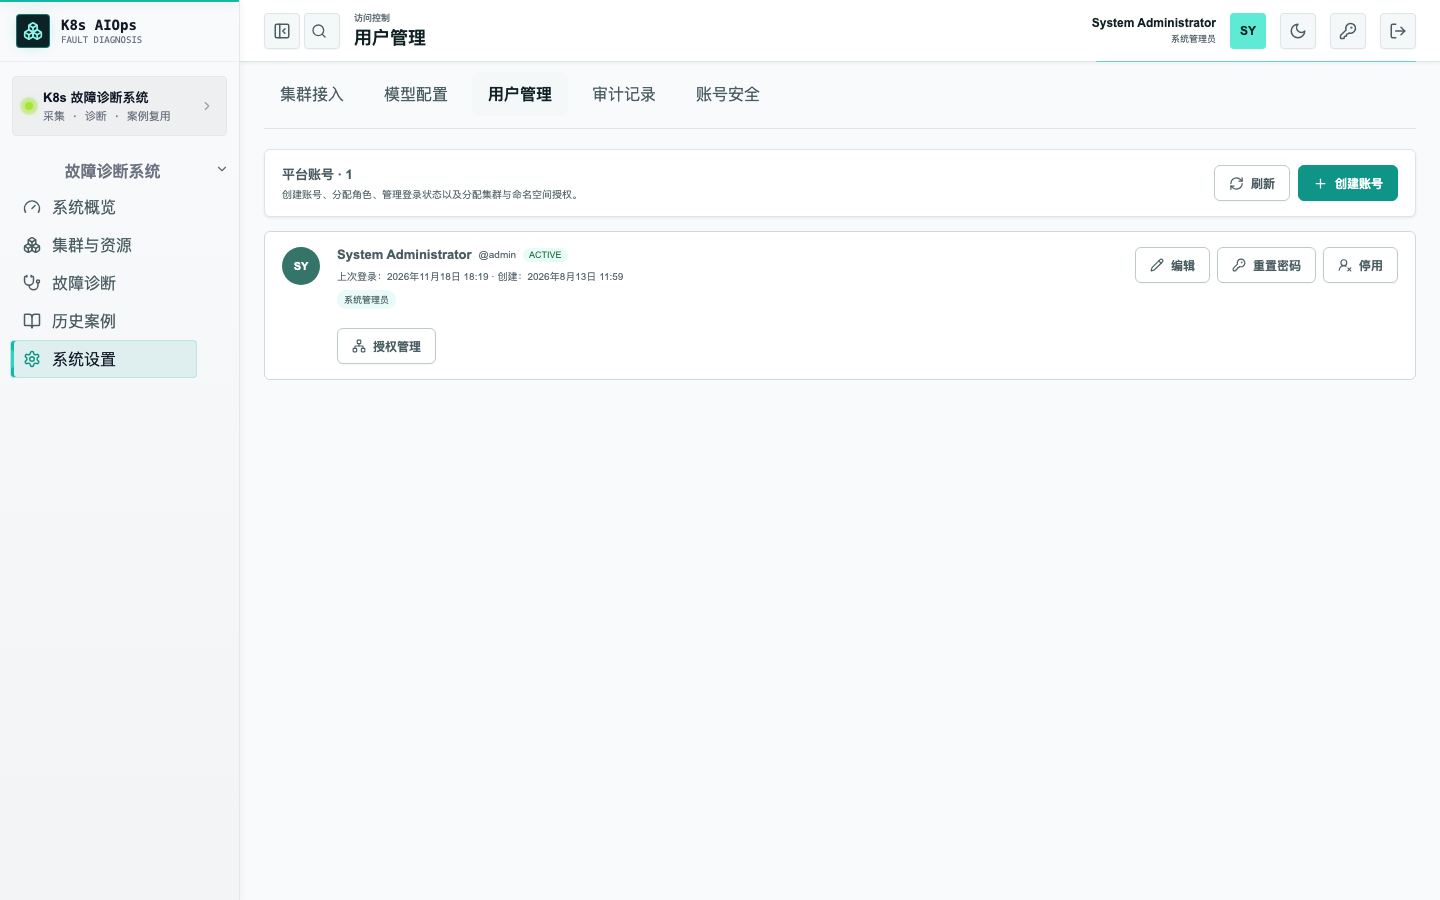 K8s AIOps
FAULT DIAGNOSIS
K8s 故障诊断系统
采集 · 诊断 · 案例复用
故障诊断系统
系统概览
集群与资源
故障诊断
历史案例
系统设置
访问控制
用户管理
System Administrator
系统管理员
SY
集群接入
模型配置
用户管理
审计记录
账号安全
平台账号 · 1
创建账号、分配角色、管理登录状态以及分配集群与命名空间授权。
刷新
创建账号
SY
System Administrator @admin ACTIVE
上次登录：2026年11月18日 18:19 · 创建：2026年8月13日 11:59
系统管理员
编辑
重置密码
停用
授权管理